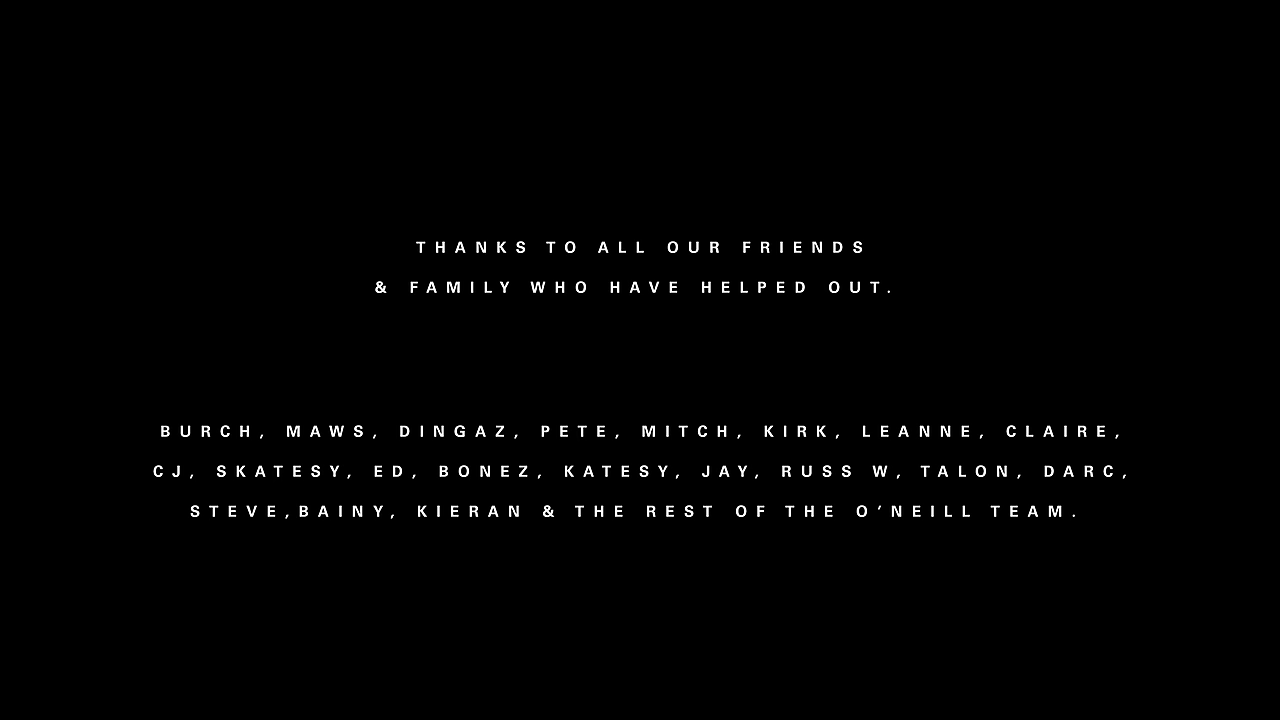 THANKS TO ALL OUR FRIENDS
& FAMILY WHO HAVE HELPED OUT.
BURCH, MAWS, DINGAZ, PETE, MITCH, KIRK, LEANNE, CLAIRE,
CJ, SKATESY, ED, BONEZ, KATESY, JAY, RUSS W, TALON, DARC,
STEVE,BAINY, KIERAN & THE REST OF THE O’NEILL TEAM.